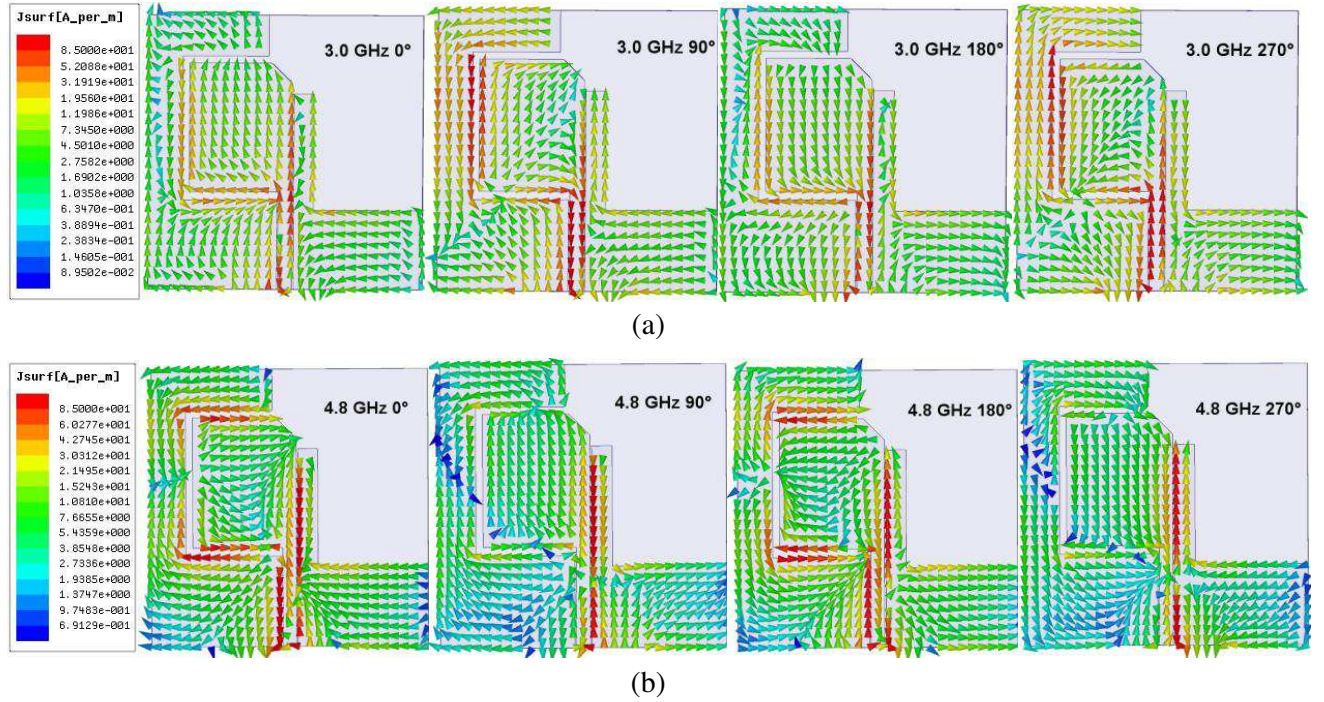 Jsurf[A_per_m]
8.5000e+001
5.2088e+001
3.1919e+001
1.9560e+001
1.1986e+001
7.3450e+000
4.5010e+000
2.7582e+000
1.6902e+000
1.0358e+000
6.3470e-001
3.8894e-001
2.3834e-001
1.4605e-001
8.9502e-002
3.0 GHz 0°
3.0 GHz 90°
3.0 GHz 180°
3.0 GHz 270°
(a)
Jsurf[A_per_m]
8.5000e+001
6.0277e+001
4.2745e+001
3.0312e+001
2.1495e+001
1.5243e+001
1.0810e+001
7.6655e+000
5.4359e+000
3.8548e+000
2.7336e+000
1.9385e+000
1.3747e+000
9.7483e-001
6.9129e-001
4.8 GHz 0°
4.8 GHz 90°
4.8 GHz 180°
4.8 GHz 270°
(b)